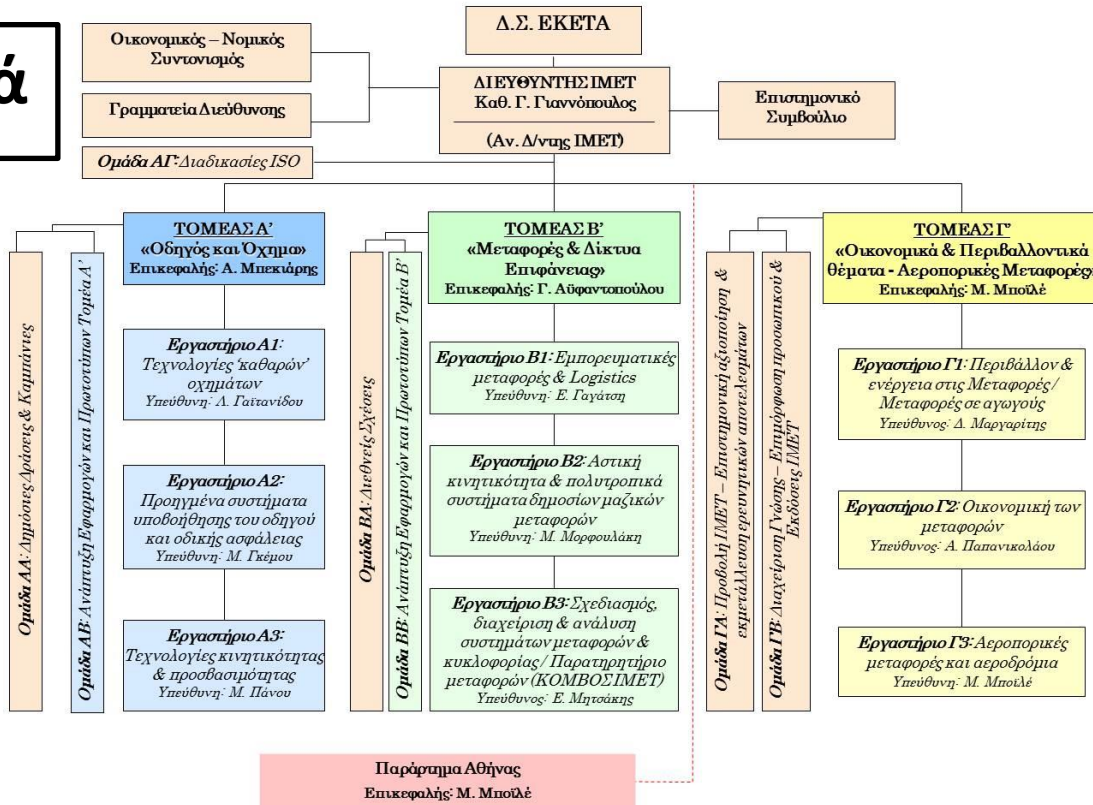 ά
Δ.Σ. ΕΚΕΤΑ
Οικονομικός – Νομικός
Συντονισμός
Γραμματεία Διεύθυνσης
ΔΙΕΥΘΥΝΤΗΣ ΙΜΕΤ
Καθ. Γ. Γιαννόπουλος
(Αν. Δ/ντης ΙΜΕΤ)
Επιστημονικό
Συμβούλιο
Ομάδα ΑΓ: Διαδικασίες ISO
Ομάδα ΑΑ: Δημόσιες Δράσεις & Καμπάνιες
Ομάδα ΑΒ: Ανάπτυξη Εφαρμογών και Πρωτοτύπων Τομέα Α’
ΤΟΜΕΑΣ Α’
«Οδηγός και Όχημα»
Επικεφαλής: Α. Μπεκιάρης
Εργαστήριο Α1:
Τεχνολογίες ‘καθαρών’
οχημάτων
Υπεύθυνη: Λ. Γαϊτανίδου
Εργαστήριο Α2:
Προηγμένα συστήματα
υποβοήθησης του οδηγού
και οδικής ασφάλειας
Υπεύθυνη: Μ. Γκέμου
Εργαστήριο Α3:
Τεχνολογίες κινητικότητας
& προσβασιμότητας
Υπεύθυνη: Μ. Πάνου
Ομάδα ΒΑ: Διεθνείς Σχέσεις
Ομάδα ΒΒ: Ανάπτυξη Εφαρμογών και Πρωτοτύπων Τομέα Β’
ΤΟΜΕΑΣ Β’
«Μεταφορές & Δίκτυα
Επιφάνειας»
Επικεφαλής: Γ. Αϋφαντοπούλου
Εργαστήριο Β1: Εμπορευματικές
μεταφορές & Logistics
Υπεύθυνη: Ε. Γαγάτση
Εργαστήριο Β2: Αστική
κινητικότητα & πολυτροπικά
συστήματα δημοσίων μαζικών
μεταφορών
Υπεύθυνη: Μ. Μορφουλάκη
Εργαστήριο Β3: Σχεδιασμός,
διαχείριση & ανάλυση
συστημάτων μεταφορών &
κυκλοφορίας / Παρατηρητήριο
μεταφορών (ΚΟΜΒΟΣ ΙΜΕΤ)
Υπεύθυνος: Ε. Μητσάκης
Ομάδα ΓΑ: Προβολή ΙΜΕΤ – Επιστημονική αξιοποίηση &
εκμετάλλευση ερευνητικών αποτελεσμάτων
Ομάδα ΓΒ: Διαχείριση Γνώσης – Επιμόρφωση προσωπικού &
Εκδόσεις ΙΜΕΤ
ΤΟΜΕΑΣ Γ’
«Οικονομικά & Περιβαλλοντικά
θέματα - Αεροπορικές Μεταφορές»
Επικεφαλής: Μ. Μποϊλέ
Εργαστήριο Γ1: Περιβάλλον &
ενέργεια στις Μεταφορές /
Μεταφορές σε αγωγούς
Υπεύθυνος: Δ. Μαργαρίτης
Εργαστήριο Γ2: Οικονομική των
μεταφορών
Υπεύθυνος: Α. Παπανικολάου
Εργαστήριο Γ3: Αεροπορικές
μεταφορές και αεροδρόμια
Υπεύθυνη: Μ. Μποϊλέ
Παράρτημα Αθήνας
Επικεφαλής: Μ. Μποϊλέ